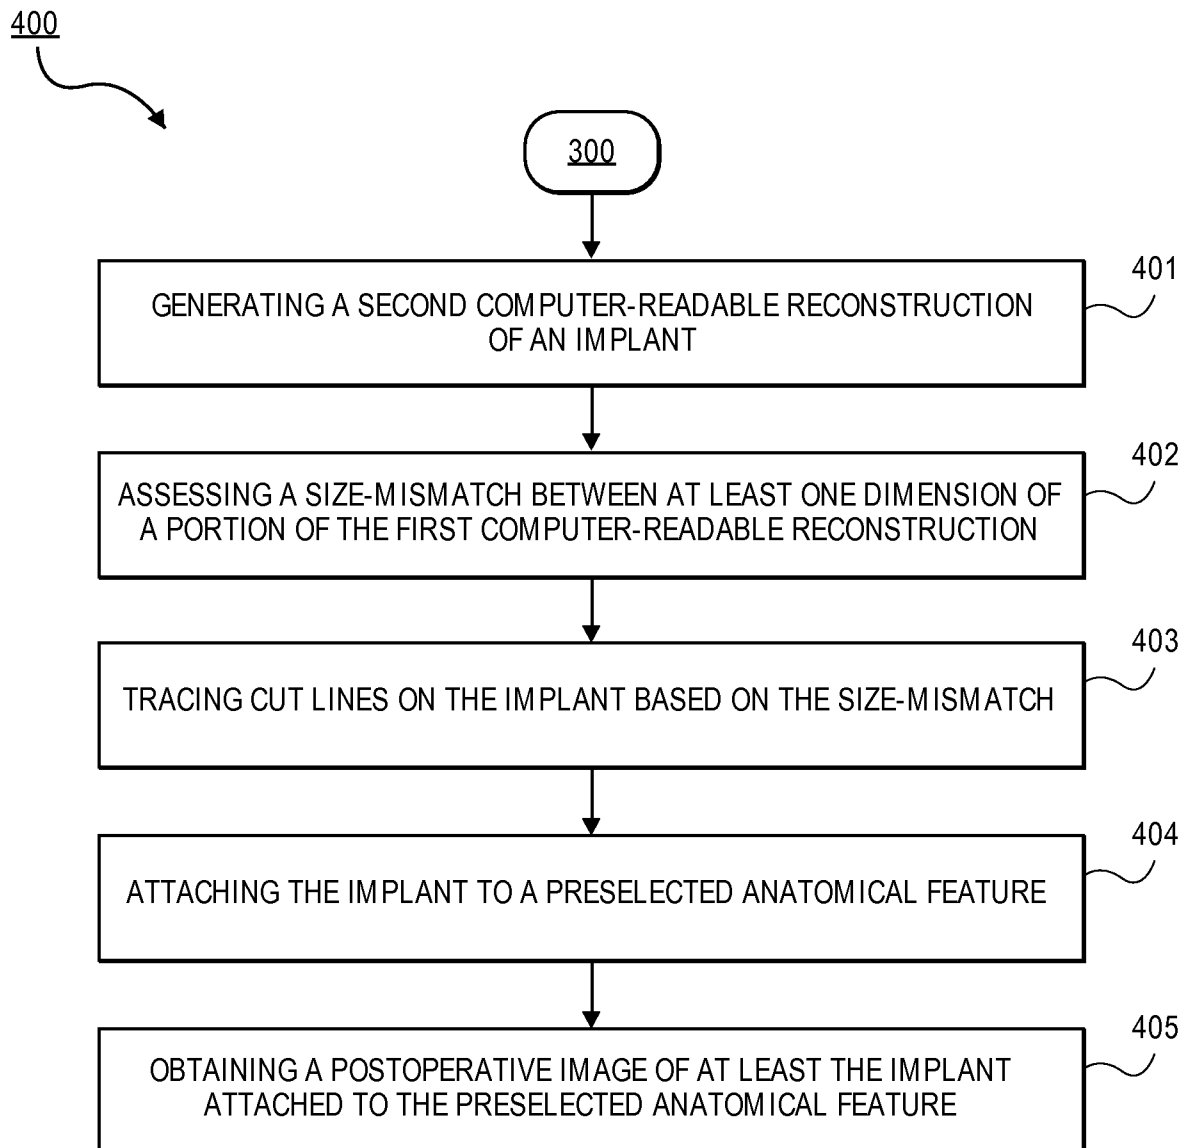 400
300
401
GENERATING A SECOND COMPUTER-READABLE RECONSTRUCTION
OF AN IMPLANT
402
ASSESSING A SIZE-MISMATCH BETWEEN AT LEAST ONE DIMENSION OF
A PORTION OF THE FIRST COMPUTER-READABLE RECONSTRUCTION
403
TRACING CUT LINES ON THE IMPLANT BASED ON THE SIZE-MISMATCH
404
ATTACHING THE IMPLANT TO A PRESELECTED ANATOMICAL FEATURE
405
OBTAINING A POSTOPERATIVE IMAGE OF AT LEAST THE IMPLANT
ATTACHED TO THE PRESELECTED ANATOMICAL FEATURE